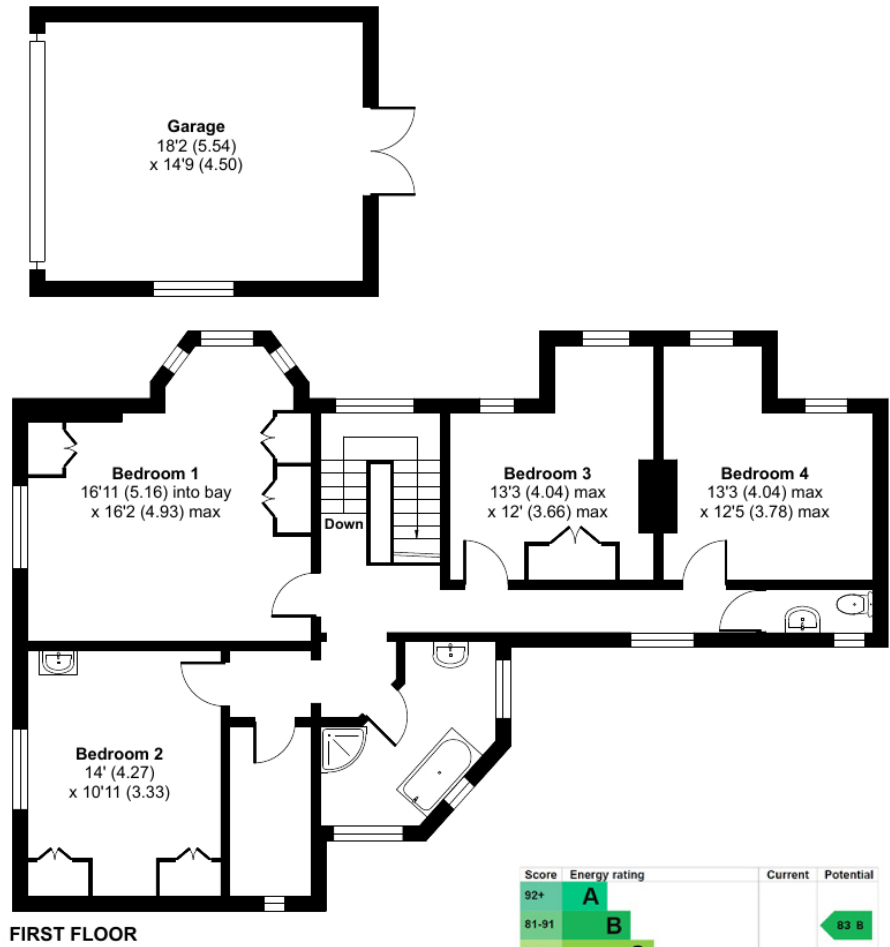 Garage
18'2 (5.54)
x 14'9 (4.50)
Bedroom 1
16'11 (5.16) into bay
x 16'2 (4.93) max
Down
Bedroom 3
13'3 (4.04) max
x 12' (3.66) max
Bedroom 4
13'3 (4.04) max
x 12'5 (3.78) max
Bedroom 2
14' (4.27)
x 10'11 (3.33)
FIRST FLOOR
Score Energy rating Current Potential
92+ A
81-91 B 83 B